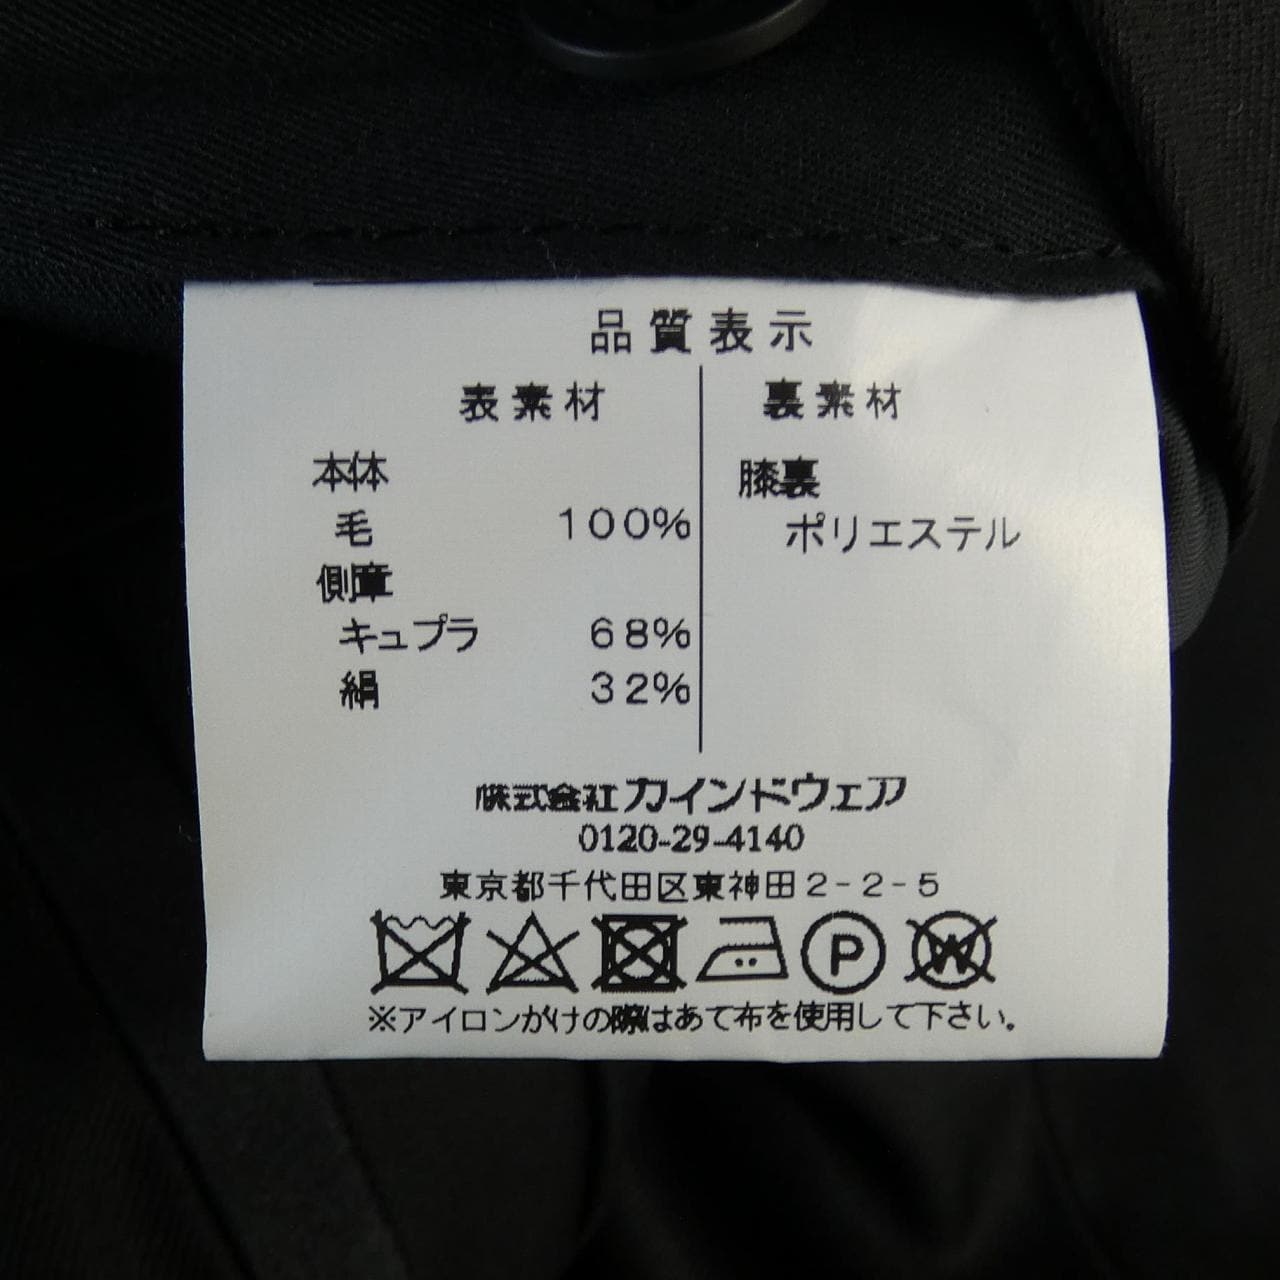 品質表示
表素材
本体
毛 100%
側章
キュプラ 68%
絹 32%
裏素材
膝裏
ポリエステル
株式会社カインドウェア
0120-29-4140
東京都千代田区東神田2-2-5
P
W
※アイロンがけの際はあて布を使用して下さい。